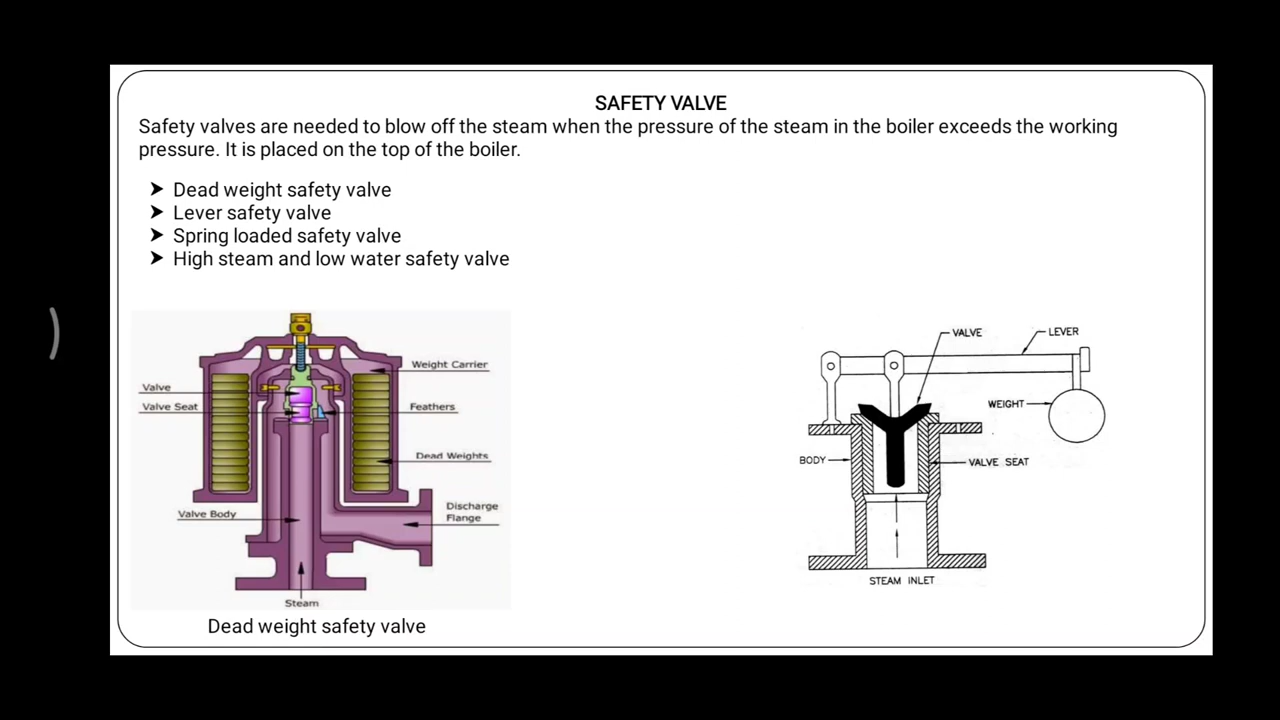 SAFETY VALVE
Safety valves are needed to blow off the steam when the pressure of the steam in the boiler exceeds the working
pressure. It is placed on the top of the boiler.
➤ Dead weight safety valve
➤ Lever safety valve
➤ Spring loaded safety valve
➤ High steam and low water safety valve
Weight Carrier
Valve
Valve Seat
Feathers
Dead Weights
Valve Body
Discharge
Flange
Steam
Dead weight safety valve
VALVE
LEVER
WEIGHT
BODY
VALVE SEAT
STEAM INLET